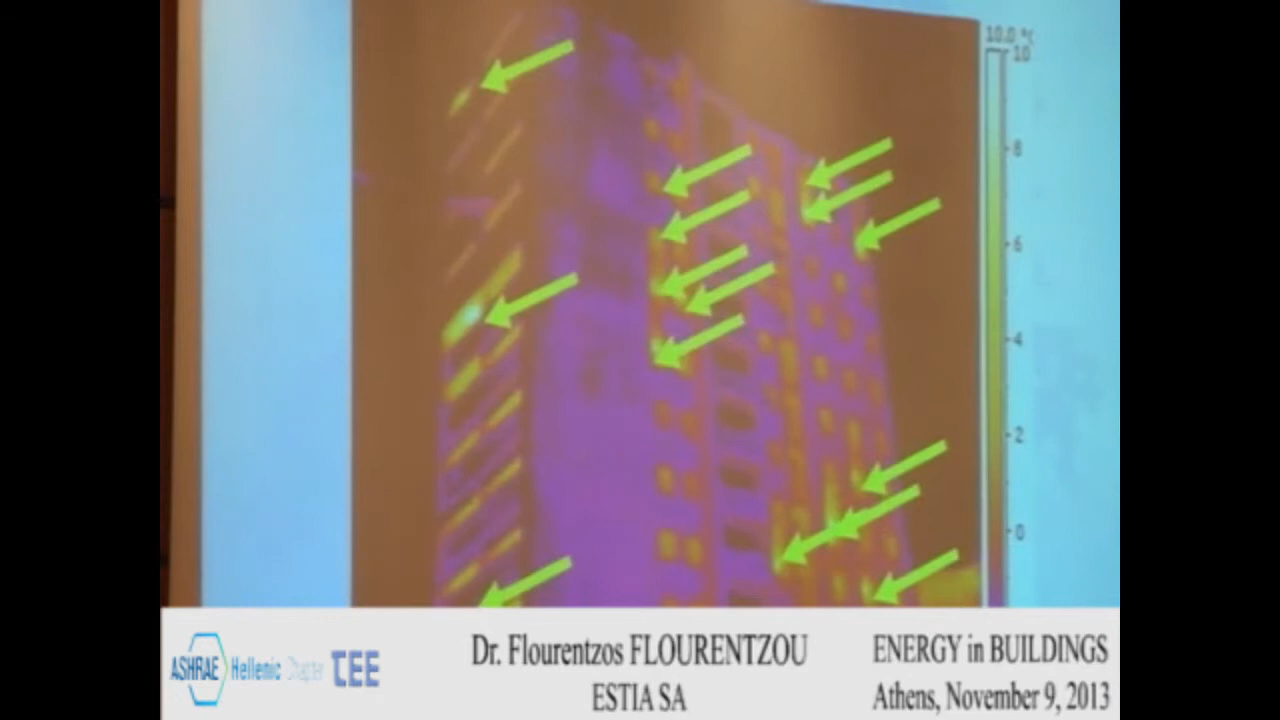 10.0 °C
10
8
6
4
2
0
ASHRAE Hellenic Chapter TEE
Dr. Flourentzos FLOURENTZOU
ESTIA SA
ENERGY in BUILDINGS
Athens, November 9, 2013